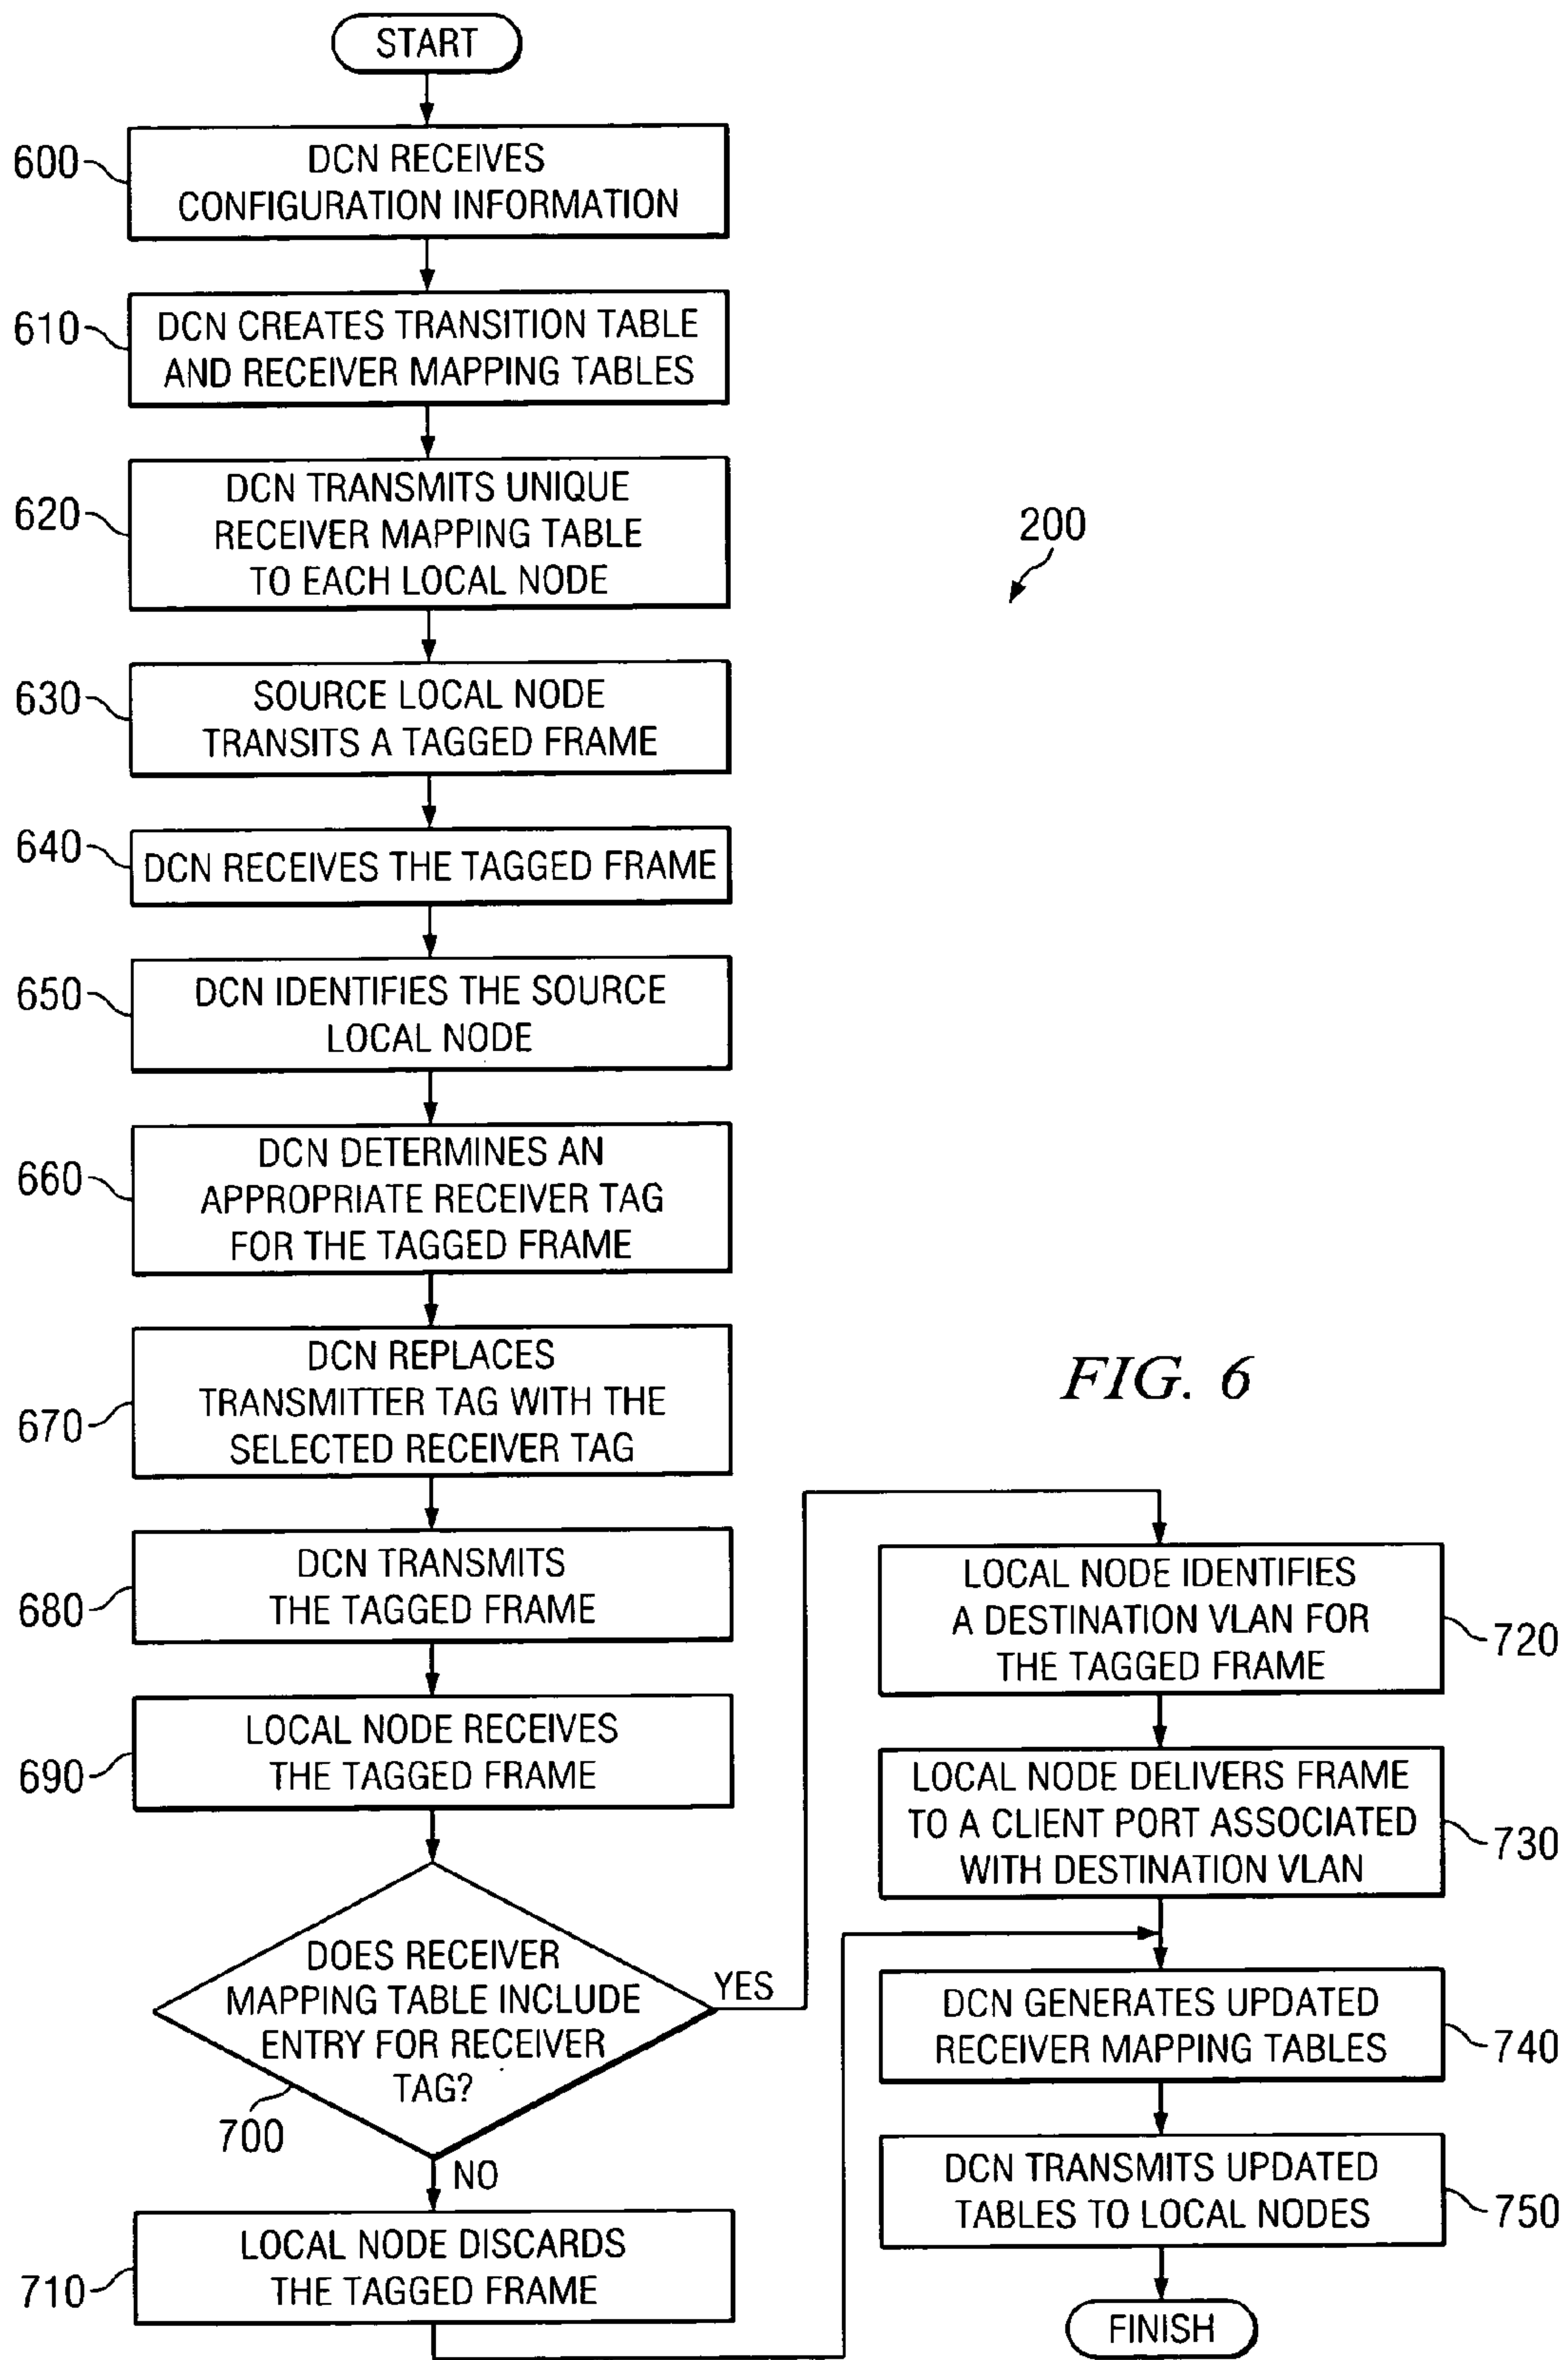 START
600
DCN RECEIVES
CONFIGURATION INFORMATION
610
DCN CREATES TRANSITION TABLE
AND RECEIVER MAPPING TABLES
620
DCN TRANSMITS UNIQUE
RECEIVER MAPPING TABLE
TO EACH LOCAL NODE
200
630
SOURCE LOCAL NODE
TRANSITS A TAGGED FRAME
640
DCN RECEIVES THE TAGGED FRAME
650
DCN IDENTIFIES THE SOURCE
LOCAL NODE
660
DCN DETERMINES AN
APPROPRIATE RECEIVER TAG
FOR THE TAGGED FRAME
670
DCN REPLACES
TRANSMITTER TAG WITH THE
SELECTED RECEIVER TAG
FIG. 6
680
DCN TRANSMITS
THE TAGGED FRAME
690
LOCAL NODE RECEIVES
THE TAGGED FRAME
DOES RECEIVER
MAPPING TABLE INCLUDE
ENTRY FOR RECEIVER
TAG?
700
YES
NO
710
LOCAL NODE DISCARDS
THE TAGGED FRAME
LOCAL NODE IDENTIFIES
A DESTINATION VLAN FOR
THE TAGGED FRAME
720
LOCAL NODE DELIVERS FRAME
TO A CLIENT PORT ASSOCIATED
WITH DESTINATION VLAN
730
DCN GENERATES UPDATED
RECEIVER MAPPING TABLES
740
DCN TRANSMITS UPDATED
TABLES TO LOCAL NODES
750
FINISH